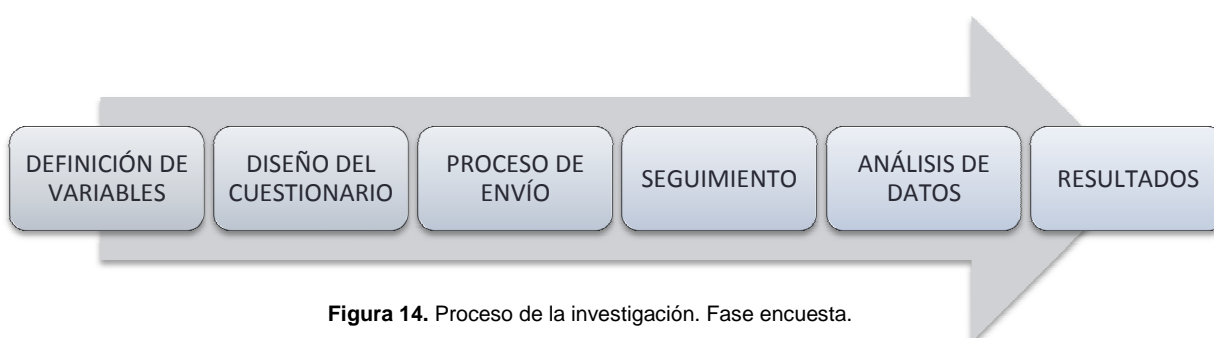 DEFINICIÓN DE
VARIABLES
DISEÑO DEL
CUESTIONARIO
PROCESO DE
ENVÍO
SEGUIMIENTO
ANÁLISIS DE
DATOS
RESULTADOS
Figura 14. Proceso de la investigación. Fase encuesta.